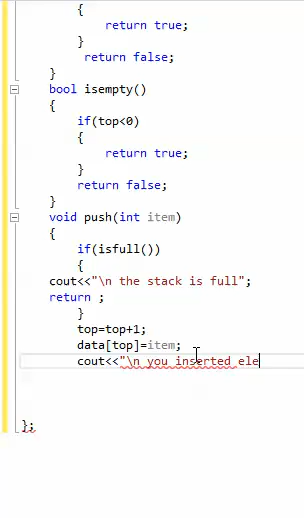 {
return true;
}
return false;
}
bool isempty()
{
if(top<0)
{
return true;
}
return false;
}
void push(int item)
{
if(isfull())
{
cout<<"\n the stack is full";
return ;
}
top=top+1;
data[top]=item;
cout<<"\n you inserted ele
};